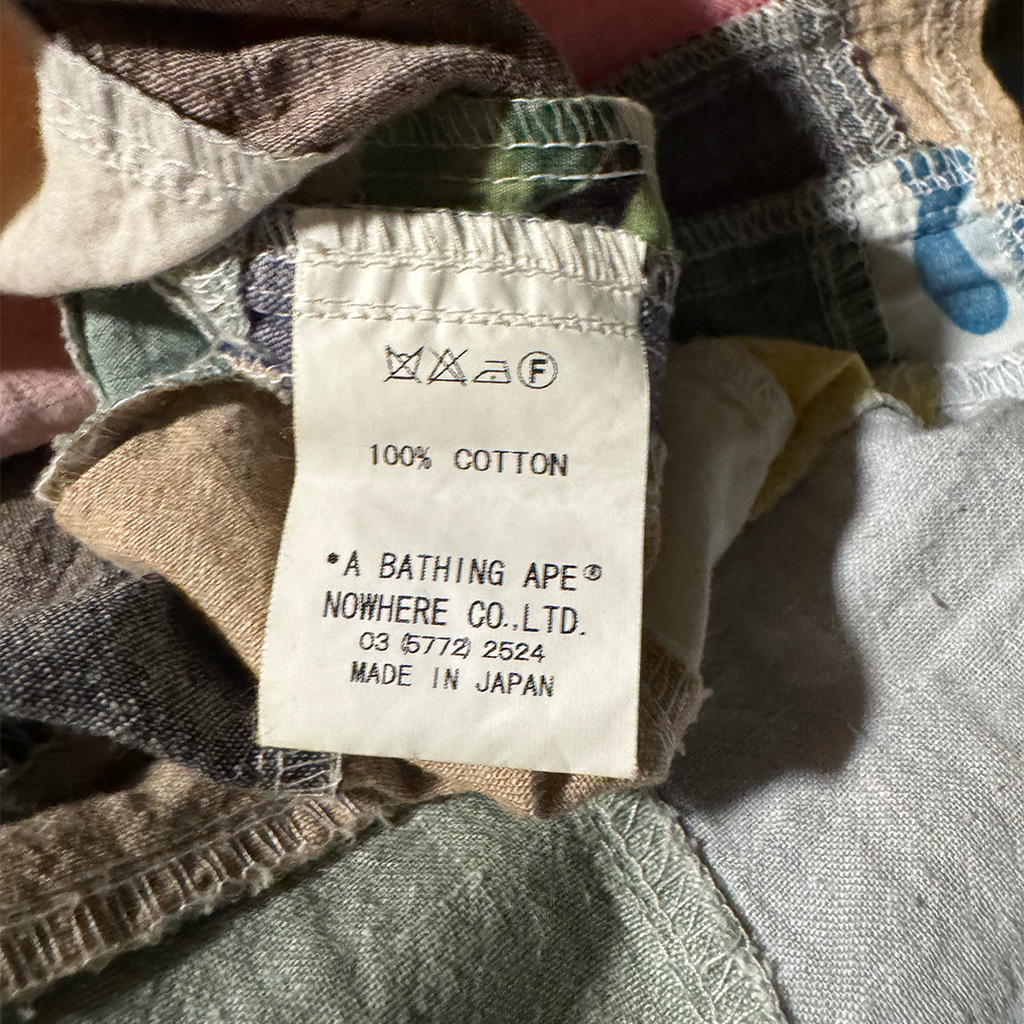 F
100% COTTON
*A BATHING APE®
NOWHERE CO.,LTD.
03 (5772) 2524
MADE IN JAPAN